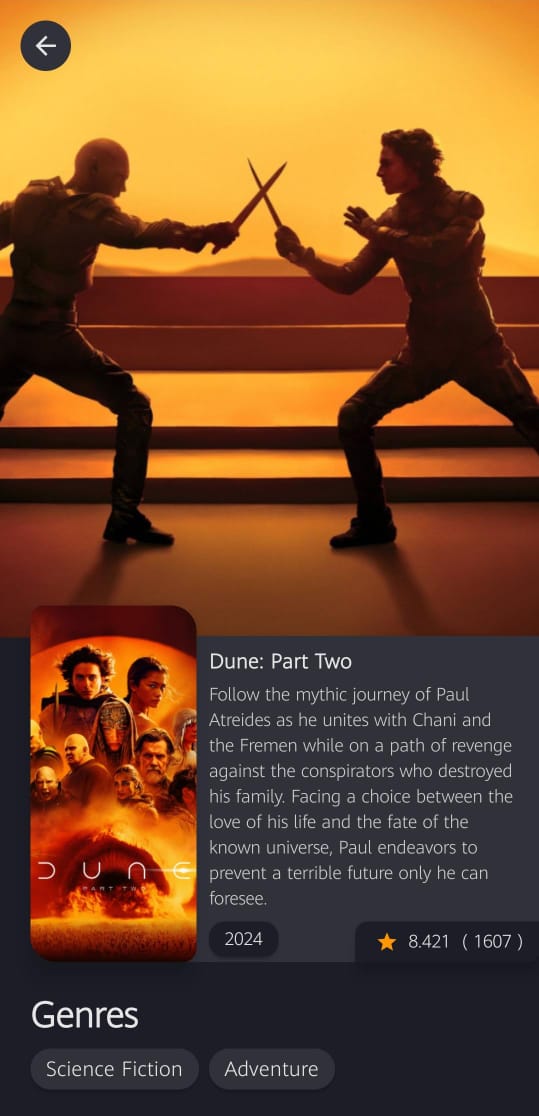 Dune: Part Two
Follow the mythic journey of Paul
Atreides as he unites with Chani and
the Fremen while on a path of revenge
against the conspirators who destroyed
his family. Facing a choice between the
love of his life and the fate of the
known universe, Paul endeavors to
prevent a terrible future only he can
foresee.
DUNE
PART TWO
2024
8.421 ( 1607 )
Genres
Science Fiction
Adventure